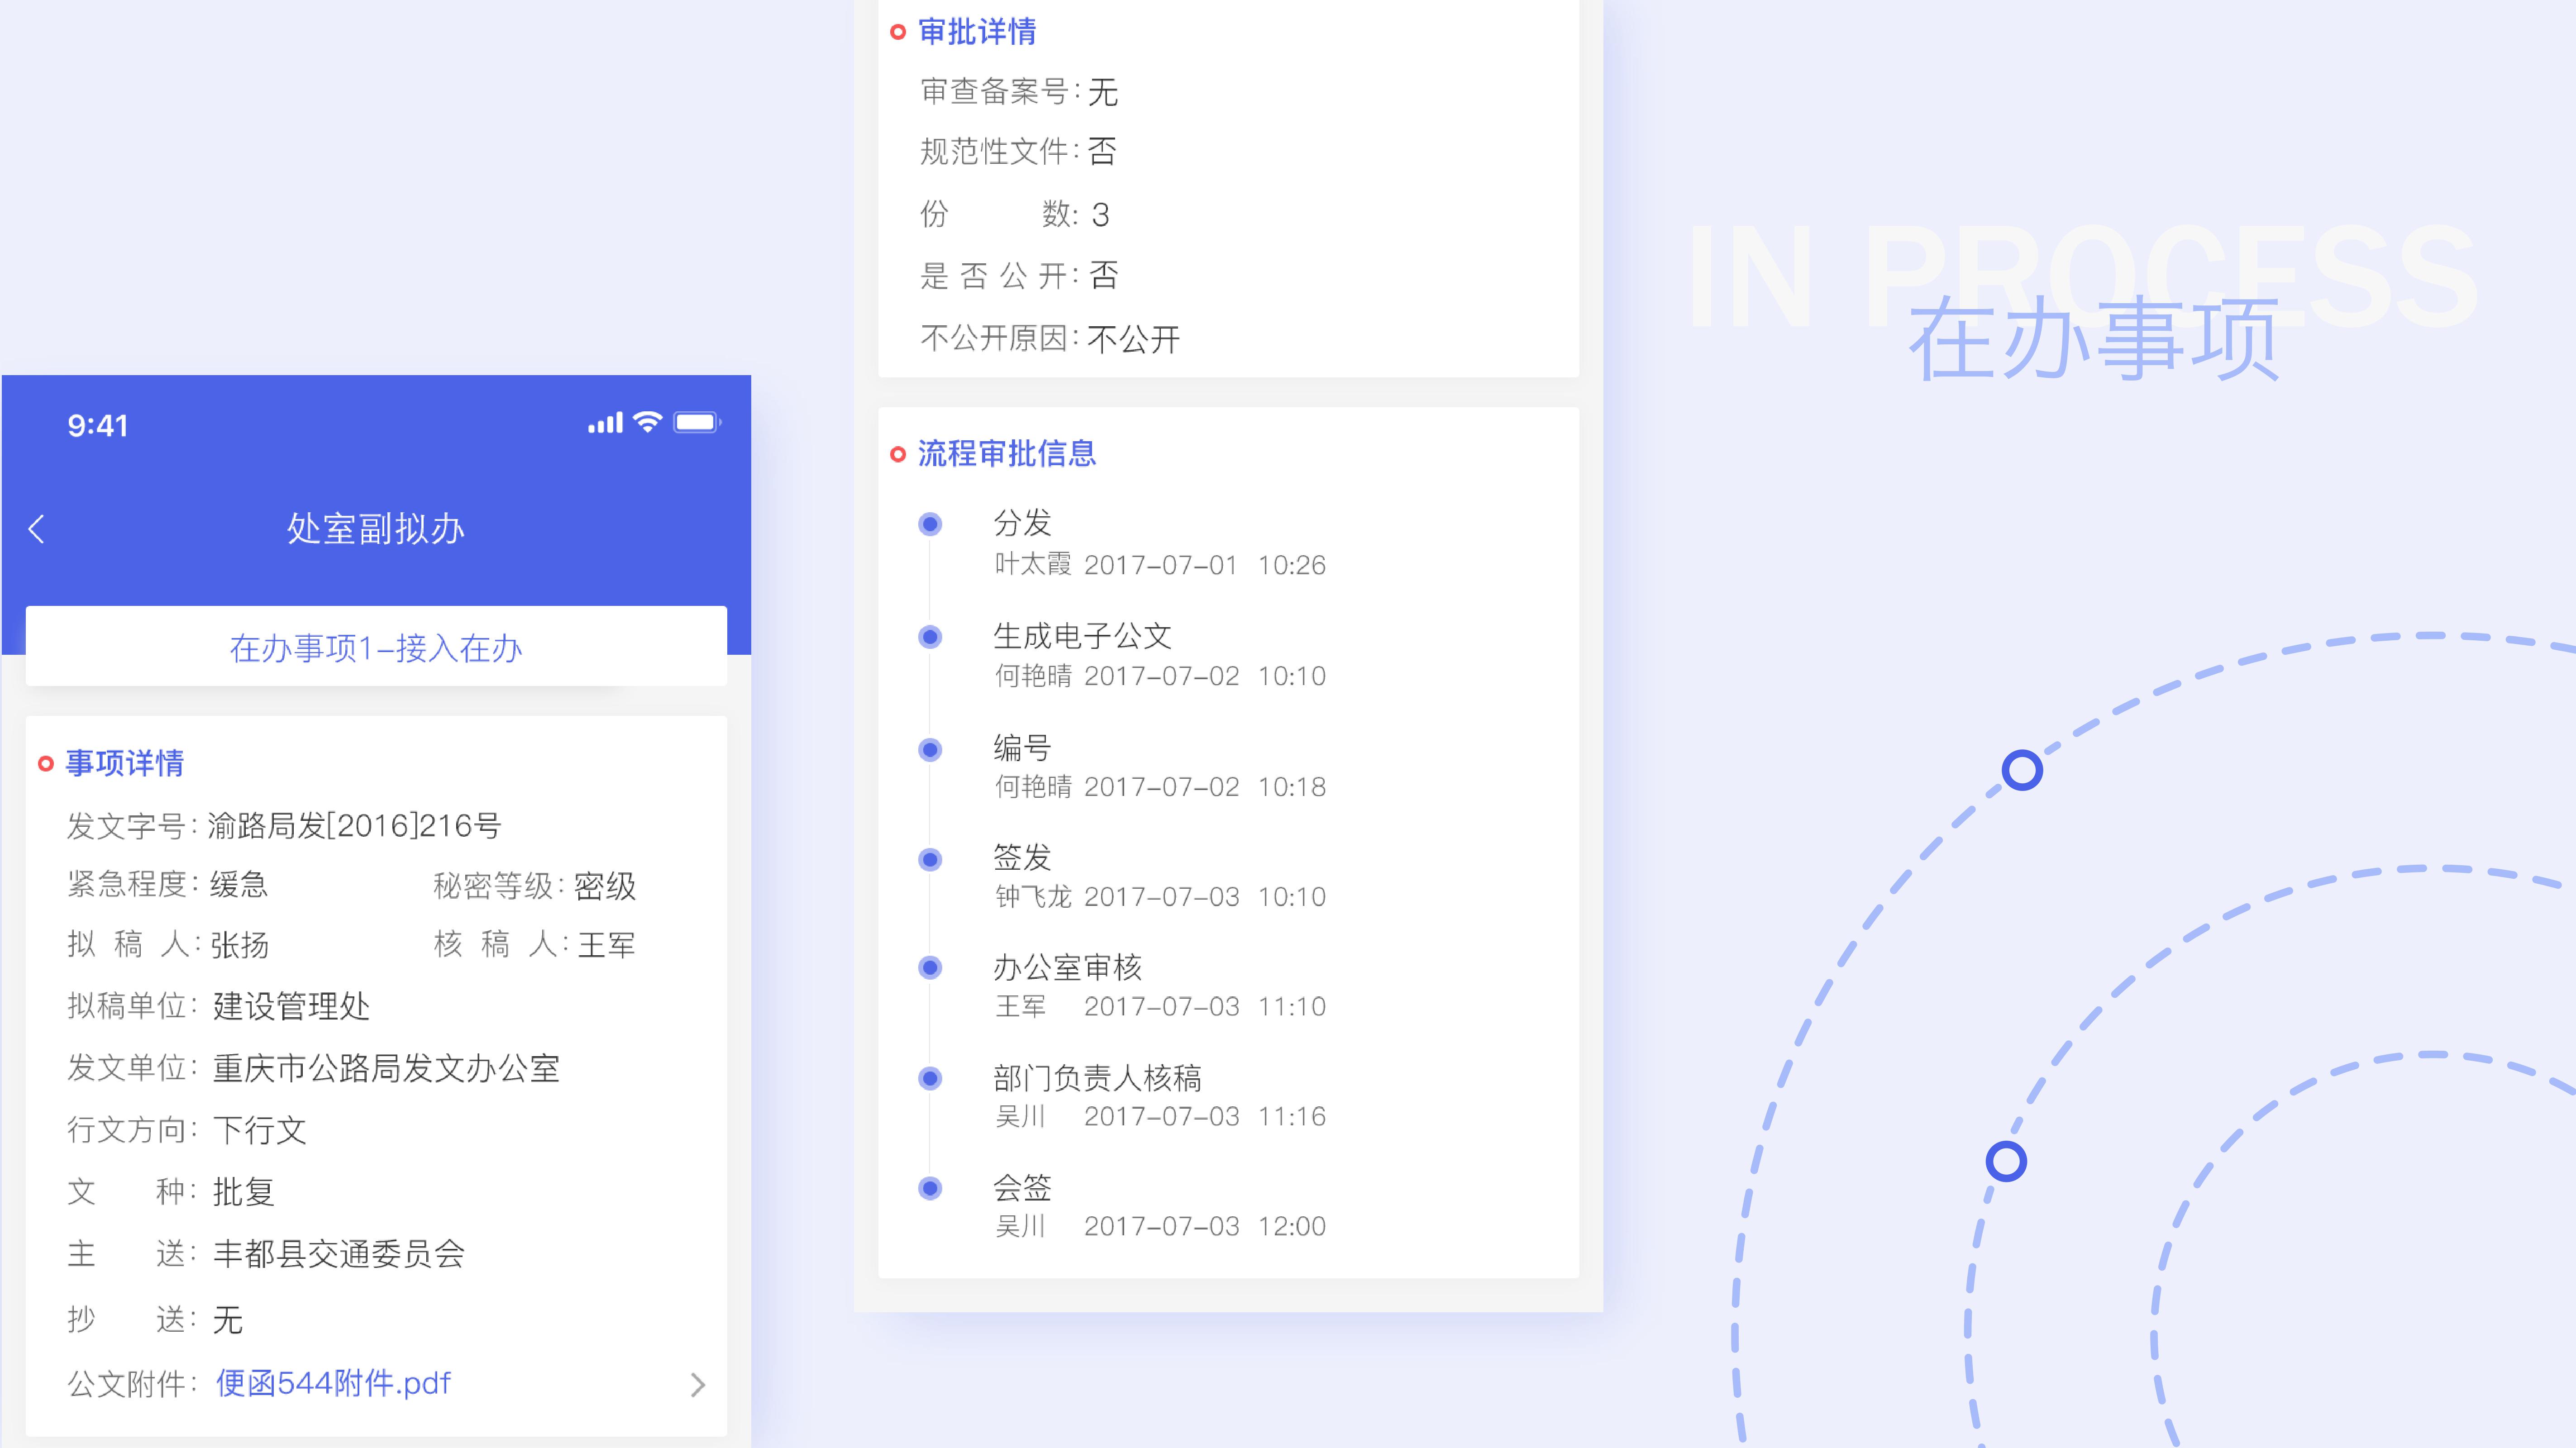 9:41
处室副拟办
在办事项1-接入在办
事项详情
发文字号：渝路局发[2016]216号
紧急程度：缓急 秘密等级：密级
拟 稿 人：张扬 核 稿 人：王军
拟稿单位：建设管理处
发文单位：重庆市公路局发文办公室
行文方向：下行文
文 种：批复
主 送：丰都县交通委员会
抄 送：无
公文附件：便函544附件.pdf
审批详情
审查备案号：无
规范性文件：否
份 数: 3
是 否 公 开：否
不公开原因：不公开
流程审批信息
分发
叶太霞 2017-07-01 10:26
生成电子公文
何艳晴 2017-07-02 10:10
编号
何艳晴 2017-07-02 10:18
签发
钟飞龙 2017-07-03 10:10
办公室审核
王军 2017-07-03 11:10
部门负责人核稿
吴川 2017-07-03 11:16
会签
吴川 2017-07-03 12:00
IN PROCESS
在办事项